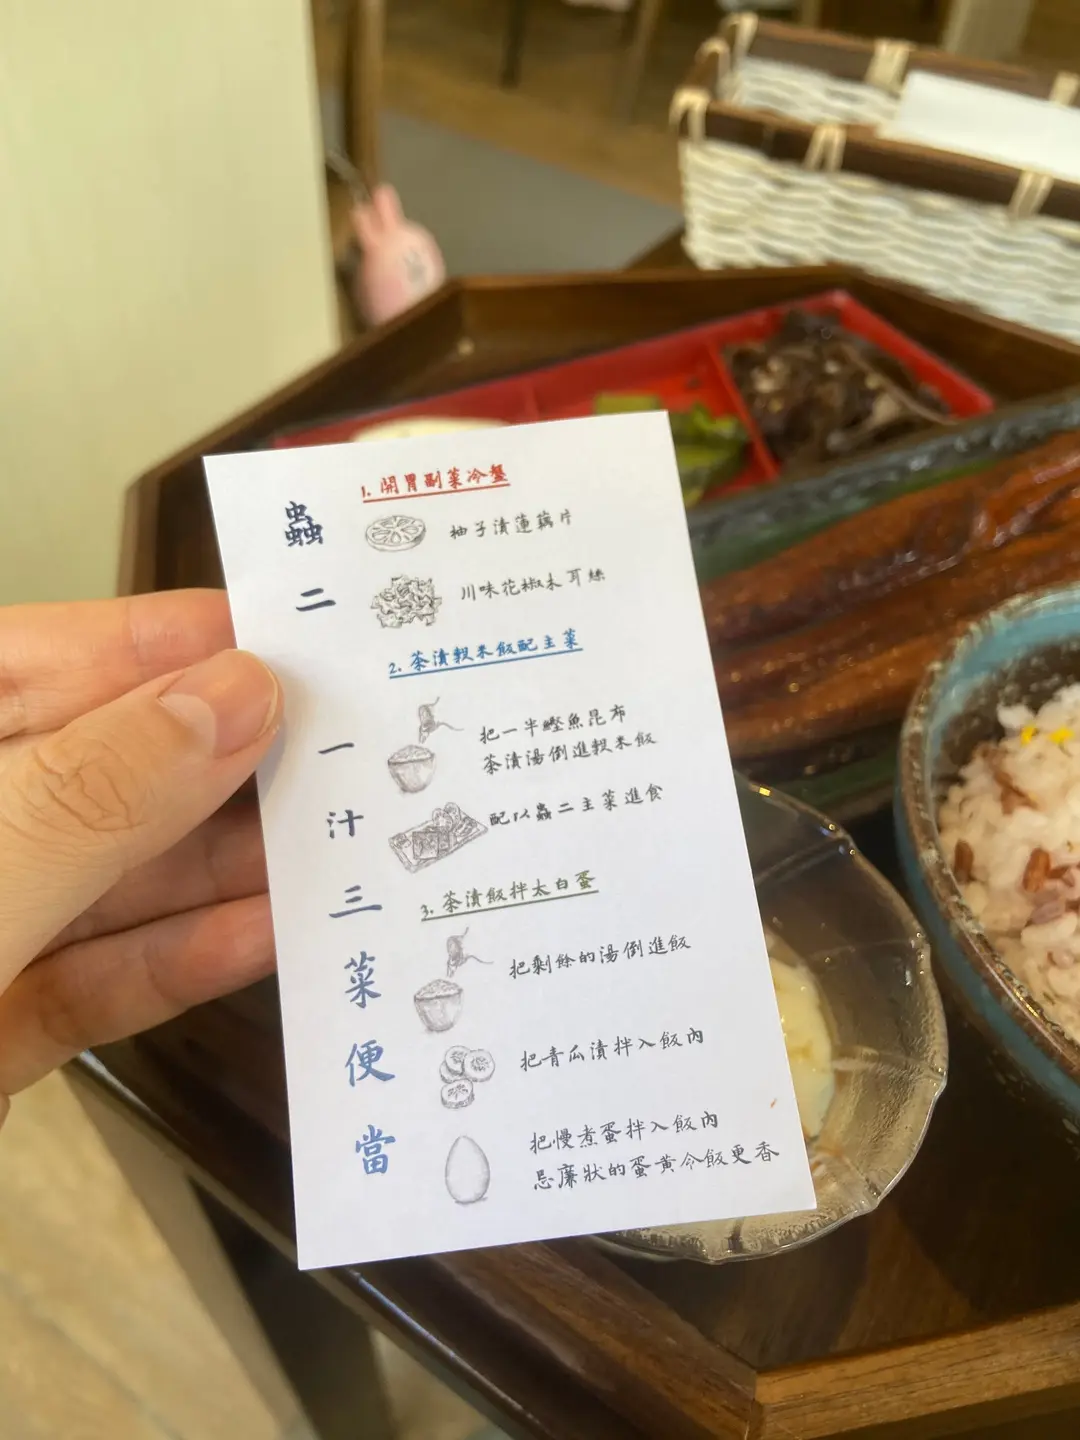 蟲二一汁三菜便當
1. 開胃副菜冷盤
柚子漬蓮藕片
川味花椒木耳絲
2. 茶漬穀米飯配主菜
把一半鰹魚昆布
茶漬湯倒進穀米飯
配以蟲二主菜進食
3. 茶漬飯拌太白蛋
把剩餘的湯倒進飯
把青瓜漬拌入飯內
把慢煮蛋拌入飯內
忌廉狀的蛋黃令飯更香